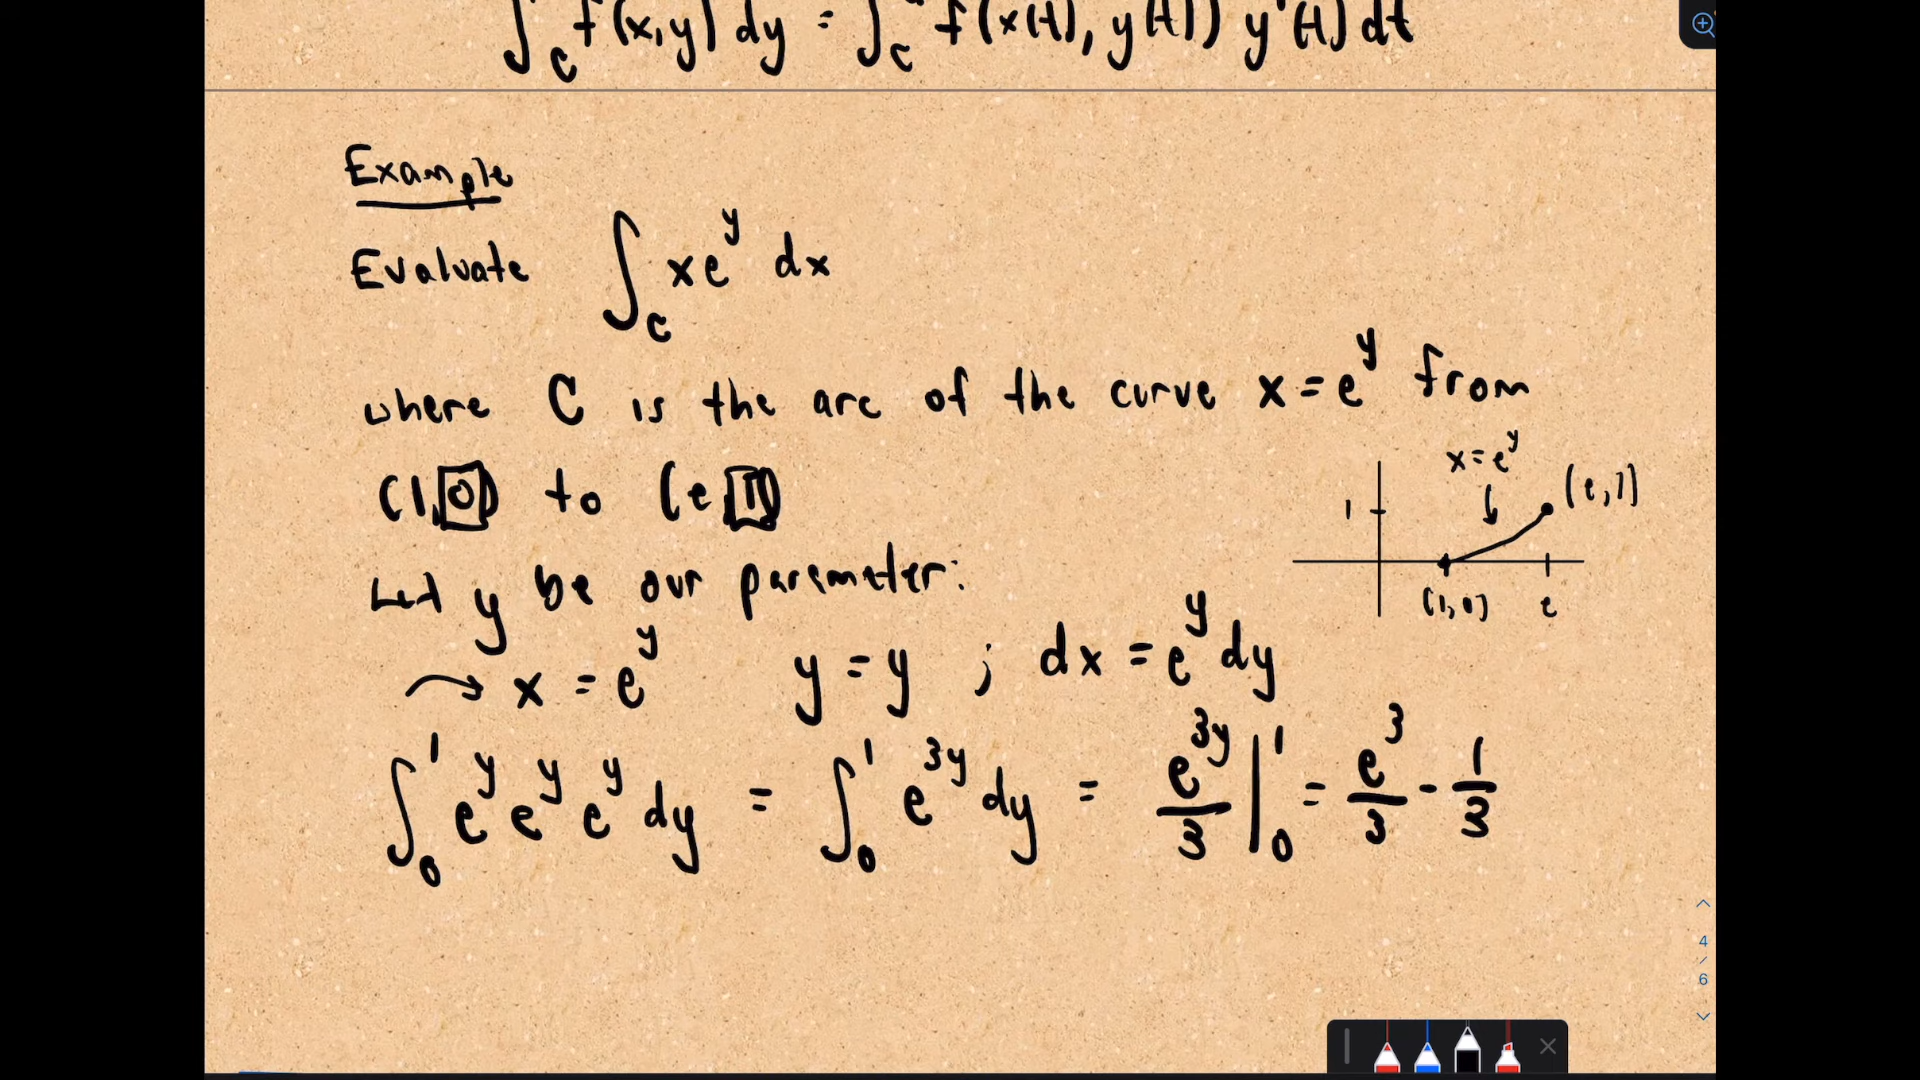 ∫_C f(x,y) dy = ∫_C f(x(t), y(t)) y'(t) dt
Example
Evaluate ∫_C xe^y dx
where C is the arc of the curve x = e^y from
(1,0) to (e,1)
x = e^y
(e,1)
1
(1,0) e
Let y be our parameter:
→ x = e^y y = y ; dx = e^y dy
∫_0^1 e^y e^y e^y dy = ∫_0^1 e^{3y} dy = e^{3y}/3 |_0^1 = e^3/3 - 1/3
4
/
6